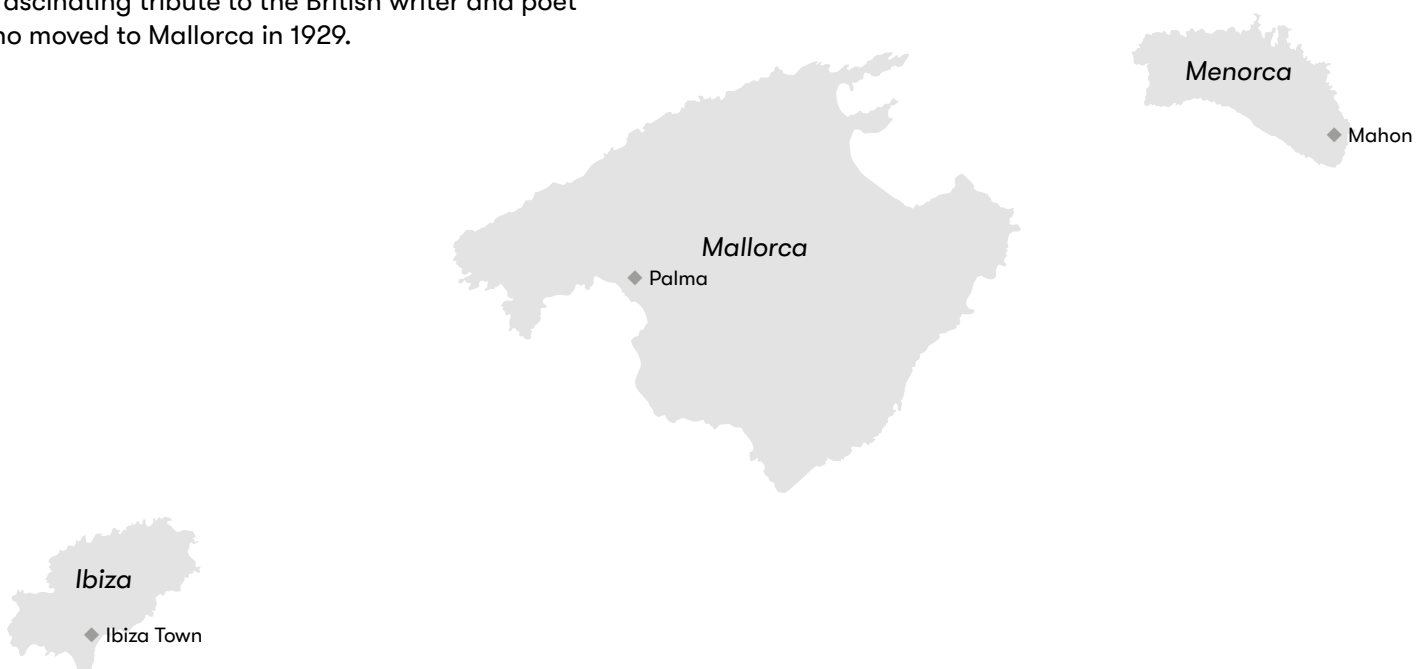 ascinating tribute to the British writer and poet
ho moved to Mallorca in 1929.
Menorca
Mahon
Mallorca
Palma
Ibiza
Ibiza Town